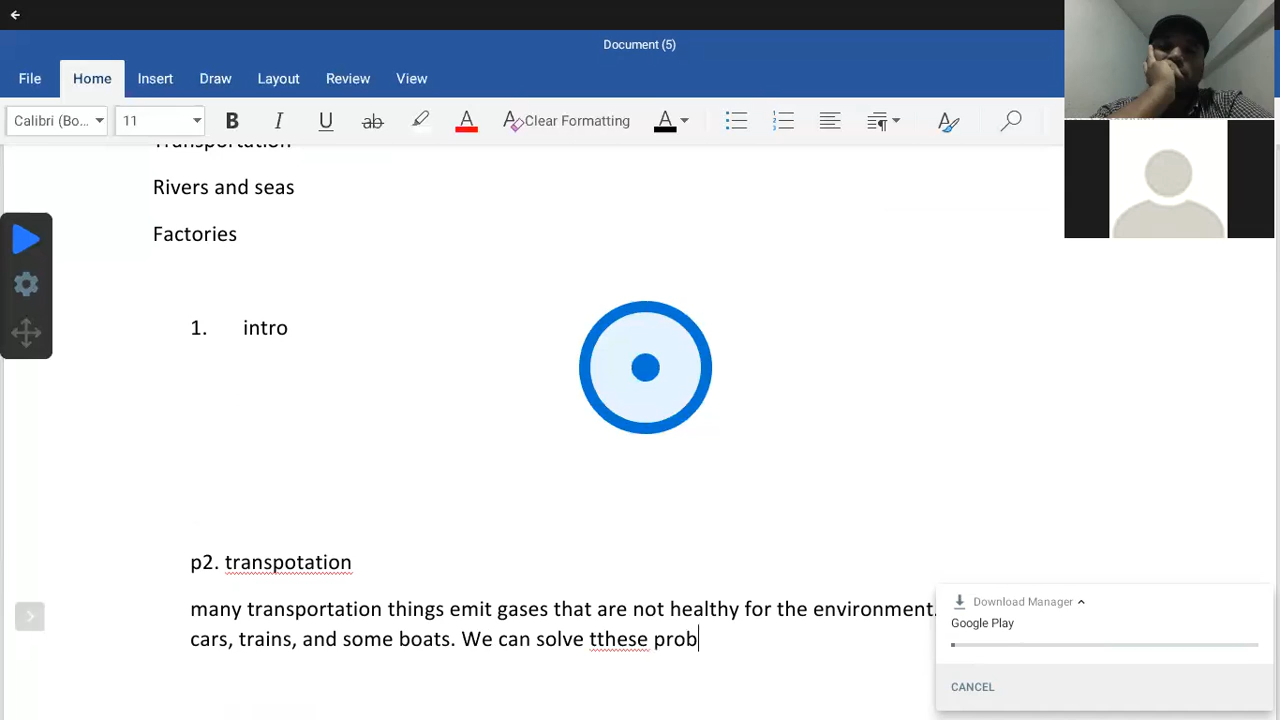 Document (5)
File Home Insert Draw Layout Review View
Calibri (Bo... 11 B I U ab A Clear Formatting A
Transportation
Rivers and seas
Factories
1. intro
p2. transpotation
many transportation things emit gases that are not healthy for the environment.
cars, trains, and some boats. We can solve tthese prob
Download Manager
Google Play
CANCEL